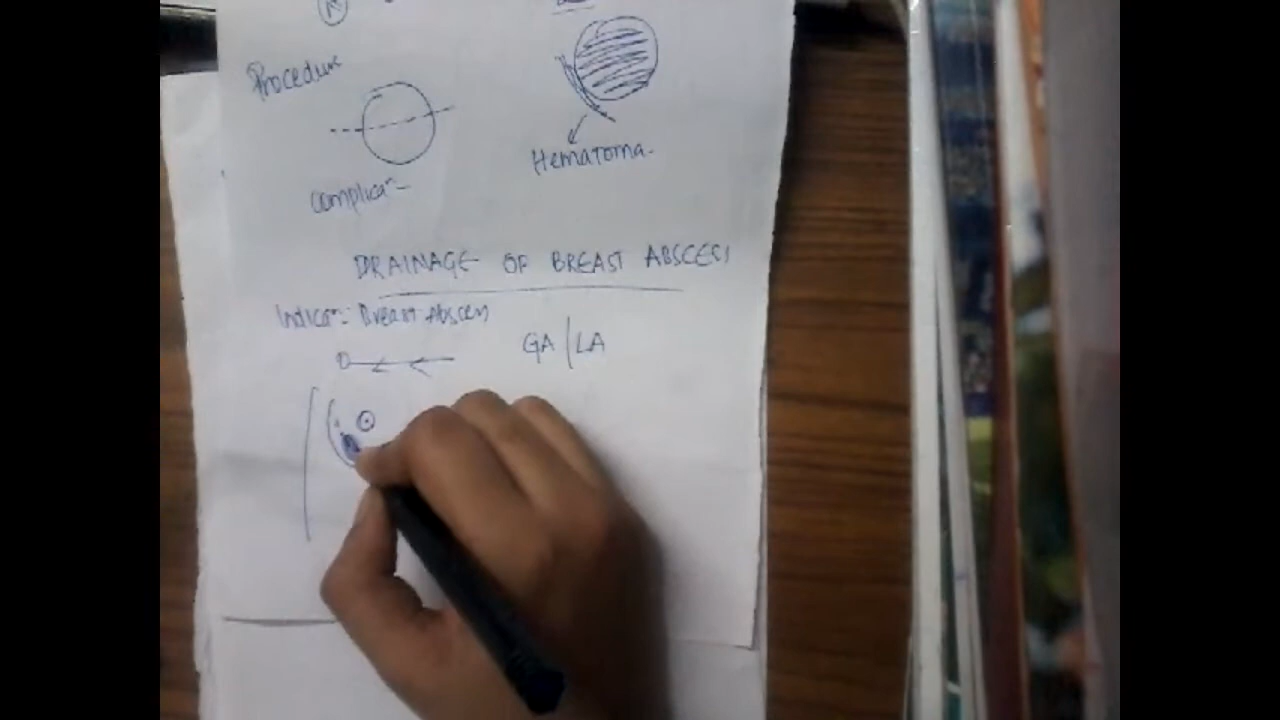 Procedure
Hematoma
Complica^n-
DRAINAGE OF BREAST ABSCESS
Indica^n- Breast Abscess
GA | LA